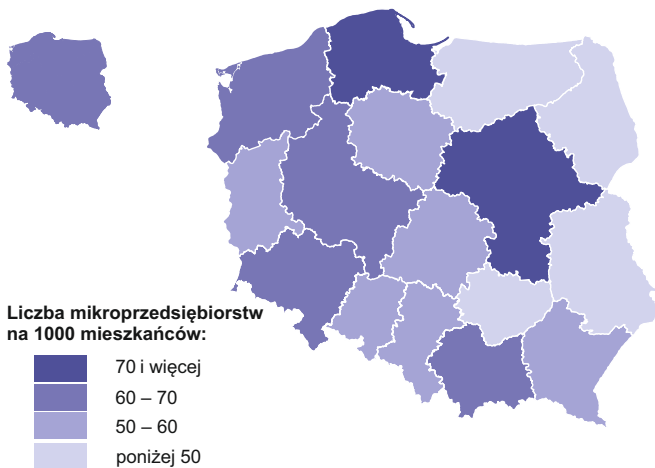 Liczba mikroprzedsiębiorstw
na 1000 mieszkańców:
70 i więcej
60 – 70
50 – 60
poniżej 50